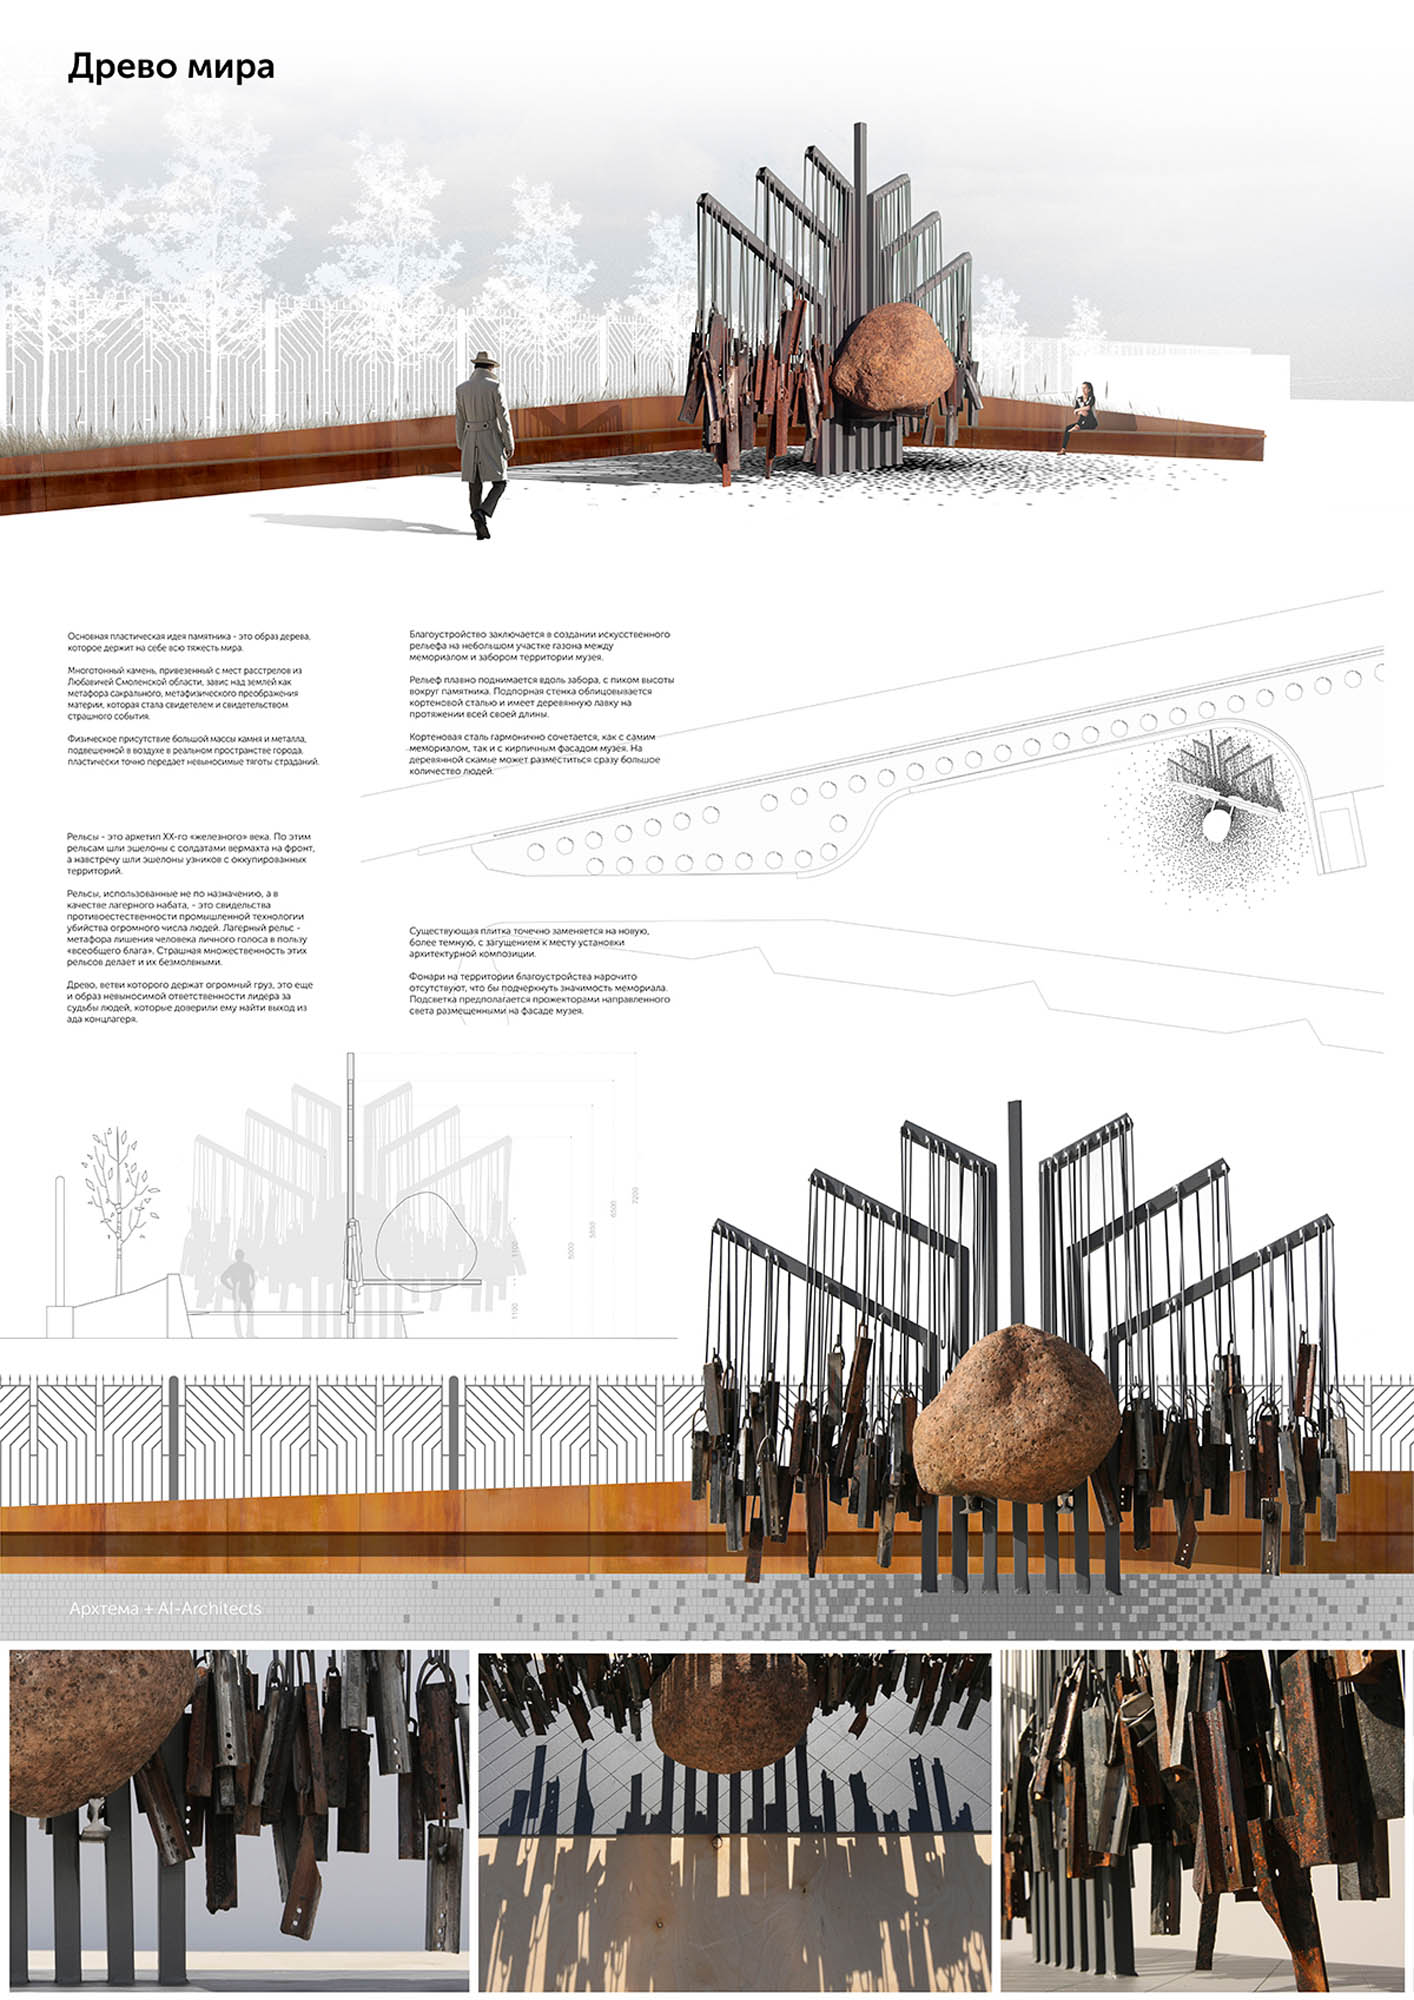 Древо мира
Основная пластическая идея памятника - это образ дерева,
которое держит на себе всю тяжесть мира.
Многотонный камень, привезенный с мест расстрелов из
Любавичей Смоленской области, завис над землей как
метафора сакрального, метафизического преображения
материи, которая стала свидетелем и свидетельством
страшного события.
Физическое присутствие большой массы камня и металла,
подвешенной в воздухе в реальном пространстве города,
пластически точно передает невыносимые тяготы страданий.
Рельсы - это архетип XX-го «железного» века. По этим
рельсам шли эшелоны с солдатами вермахта на фронт,
а навстречу шли эшелоны узников с оккупированных
территорий.
Рельсы, использованные не по назначению, а в
качестве лагерного набата, - это свидельства
противоестественности промышленной технологии
убийства огромного числа людей. Лагерный рельс -
метафора лишения человека личного голоса в пользу
«всеобщего блага». Страшная множественность этих
рельсов делает и их безмолвными.
Древо, ветви которого держат огромный груз, это еще
и образ невыносимой ответственности лидера за
судьбы людей, которые доверили ему найти выход из
ада концлагеря.
Благоустройство заключается в создании искусственного
рельефа на небольшом участке газона между
мемориалом и забором территории музея.
Рельеф плавно поднимается вдоль забора, с пиком высоты
вокруг памятника. Подпорная стенка облицовывается
кортеновой сталью и имеет деревянную лавку на
протяжении всей своей длины.
Кортеновая сталь гармонично сочетается, как с самим
мемориалом, так и с кирпичным фасадом музея. На
деревянной скамье может разместиться сразу большое
количество людей.
Существующая плитка точечно заменяется на новую,
более темную, с загущением к месту установки
архитектурной композиции.
Фонари на территории благоустройства нарочито
отсутствуют, что бы подчеркнуть значимость мемориала.
Подсветка предполагается прожекторами направленного
света размещенными на фасаде музея.
1100
1100
5000
5850
6500
7200
Архтема + AI-Architects